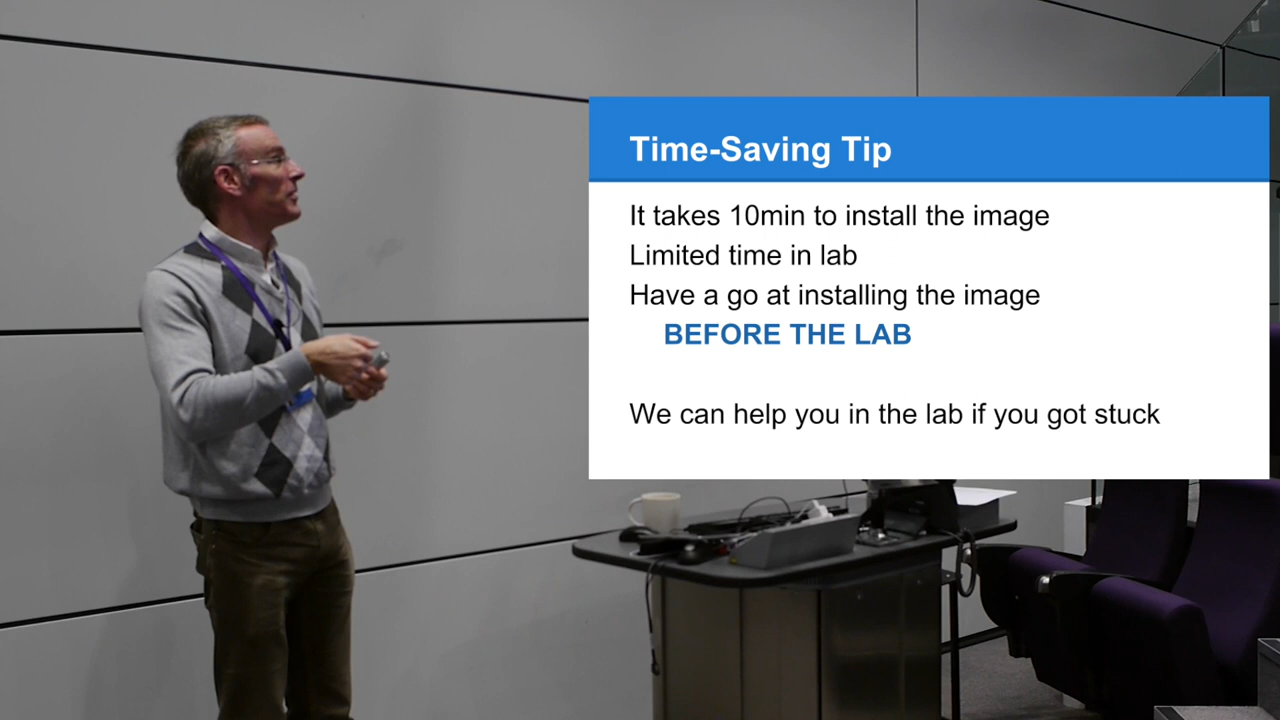 Time-Saving Tip
It takes 10min to install the image
Limited time in lab
Have a go at installing the image
BEFORE THE LAB
We can help you in the lab if you got stuck